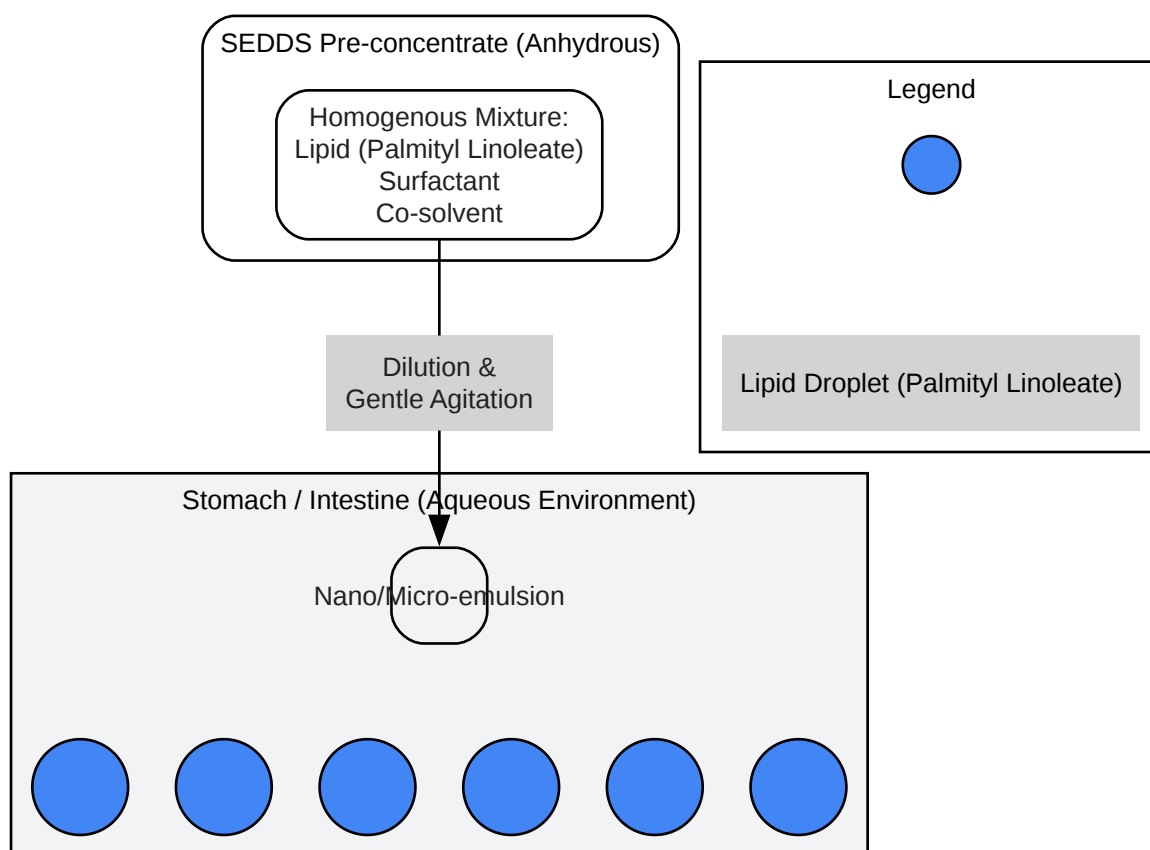 SEDDS Pre-concentrate (Anhydrous)
Homogenous Mixture:
Lipid (Palmityl Linoleate)
Surfactant
Co-solvent
Dilution &
Gentle Agitation
Stomach / Intestine (Aqueous Environment)
Nano/Micro-emulsion
Legend
Lipid Droplet (Palmityl Linoleate)